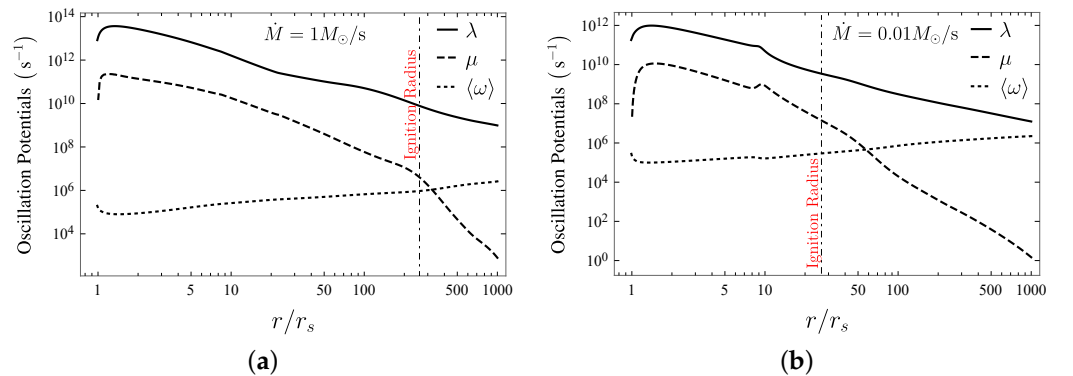 Oscillation Potentials (s⁻¹)
10¹⁴
10¹²
10¹⁰
10⁸
10⁶
10⁴
Ṁ = 1M⊙/s
λ
μ
⟨ω⟩
Ignition Radius
1 5 10 50 100 500 1000
r/rₛ
(a)
Oscillation Potentials (s⁻¹)
10¹²
10¹⁰
10⁸
10⁶
10⁴
10²
10⁰
Ṁ = 0.01M⊙/s
λ
μ
⟨ω⟩
Ignition Radius
1 5 10 50 100 500 1000
r/rₛ
(b)